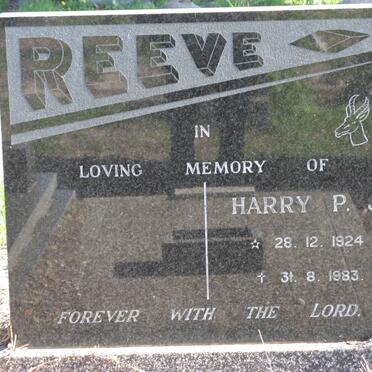 REEVE
IN
LOVING MEMORY OF
HARRY P. J
☆ 28. 12. 1924
✝ 31. 8. 1983.
FOREVER WITH THE LORD.